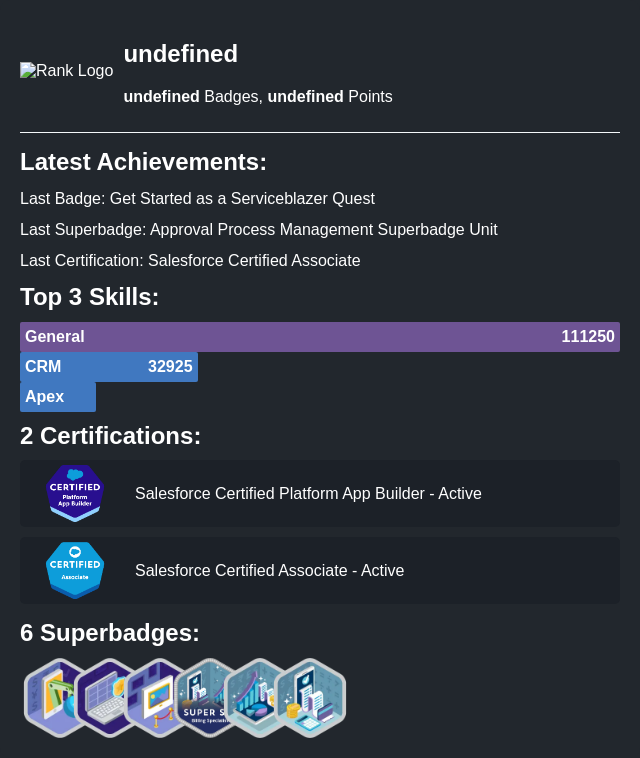 Rank Logo
undefined
undefined Badges, undefined Points
Latest Achievements:
Last Badge: Get Started as a Serviceblazer Quest
Last Superbadge: Approval Process Management Superbadge Unit
Last Certification: Salesforce Certified Associate
Top 3 Skills:
General 111250
CRM 32925
Apex
2 Certifications:
CERTIFIED
Platform
App Builder
Salesforce Certified Platform App Builder - Active
CERTIFIED
Associate
Salesforce Certified Associate - Active
6 Superbadges:
SUPER